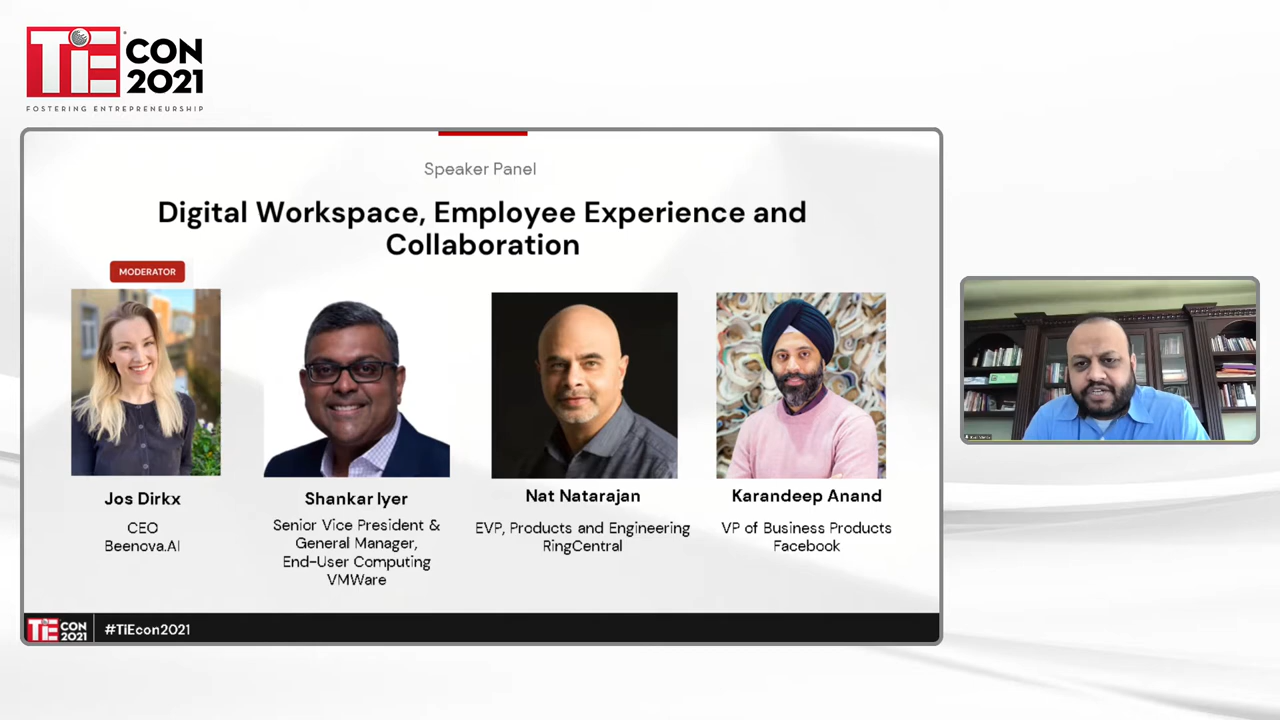 TiE CON
2021
FOSTERING ENTREPRENEURSHIP
Speaker Panel
Digital Workspace, Employee Experience and
Collaboration
MODERATOR
Jos Dirkx
CEO
Beenova.AI
Shankar Iyer
Senior Vice President &
General Manager,
End-User Computing
VMWare
Nat Natarajan
EVP, Products and Engineering
RingCentral
Karandeep Anand
VP of Business Products
Facebook
TiE CON
2021
#TiEcon2021